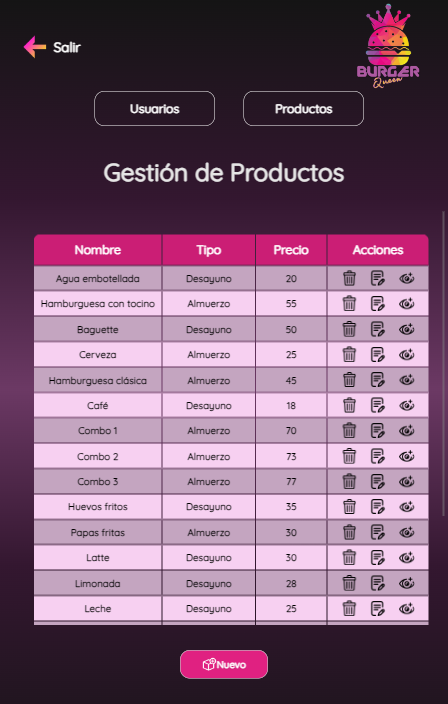 Salir
BURGER
Queen
Usuarios
Productos
Gestión de Productos
Nombre Tipo Precio Acciones
Agua embotellada Desayuno 20
Hamburguesa con tocino Almuerzo 55
Baguette Desayuno 50
Cerveza Almuerzo 25
Hamburguesa clásica Almuerzo 45
Café Desayuno 18
Combo 1 Almuerzo 70
Combo 2 Almuerzo 73
Combo 3 Almuerzo 77
Huevos fritos Desayuno 35
Papas fritas Almuerzo 30
Latte Desayuno 30
Limonada Desayuno 28
Leche Desayuno 25
Nuevo